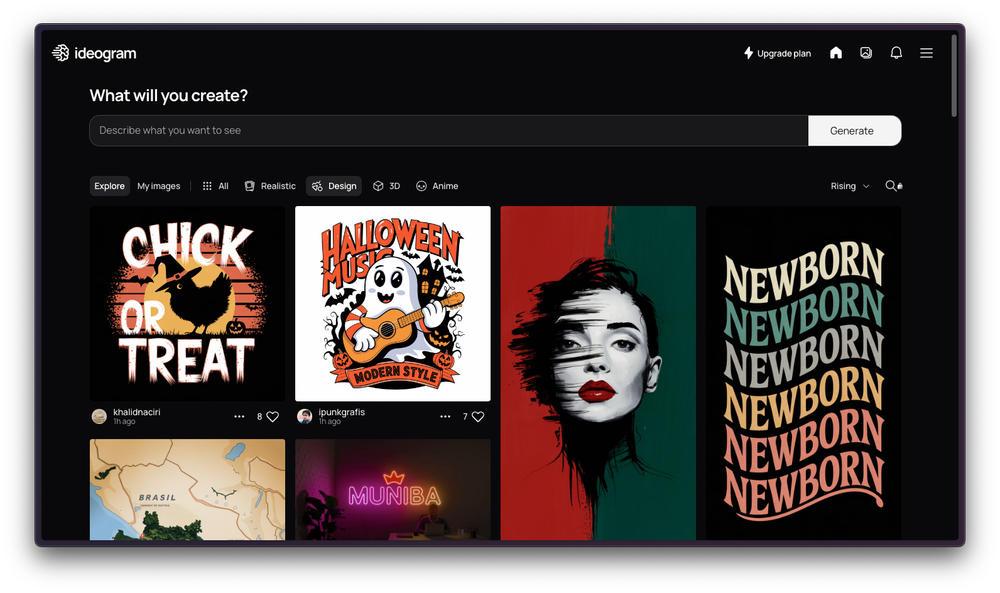 ideogram
Upgrade plan
What will you create?
Describe what you want to see
Generate
Explore
My images
All
Realistic
Design
3D
Anime
Rising
CHICK
OR
TREAT
HALLOWEEN
MUSIC
MODERN STYLE
NEWBORN
NEWBORN
NEWBORN
NEWBORN
NEWBORN
NEWBORN
khalidnaciri
1h ago
8
ipunkgrafis
1h ago
7
BRASIL
MUNIBA